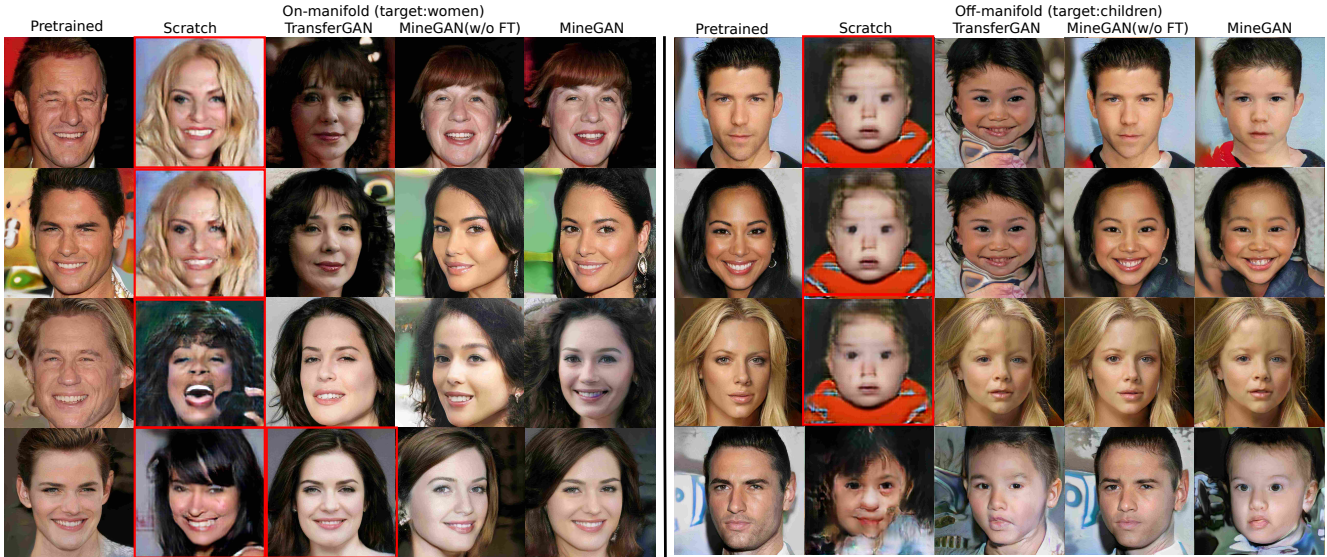 On-manifold (target:women)
Pretrained Scratch TransferGAN MineGAN(w/o FT) MineGAN
Off-manifold (target:children)
Pretrained Scratch TransferGAN MineGAN(w/o FT) MineGAN